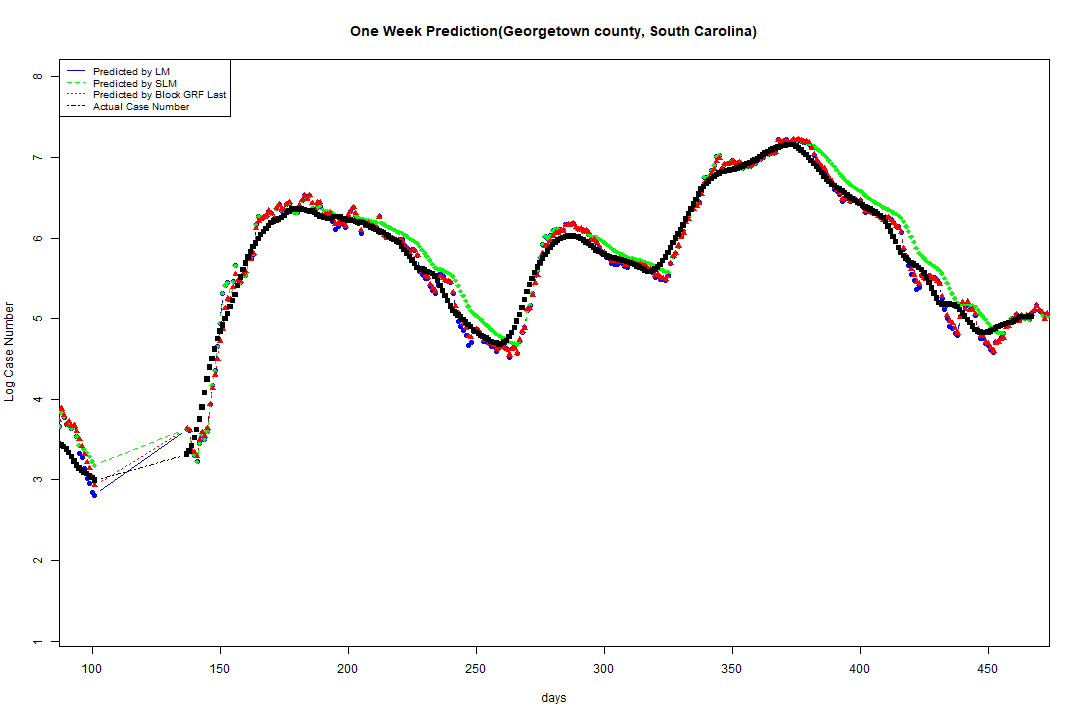 One Week Prediction(Georgetown county, South Carolina)
Predicted by LM
Predicted by SLM
Predicted by Block GRF Last
Actual Case Number
Log Case Number
8
7
6
5
4
3
2
1
100 150 200 250 300 350 400 450
days